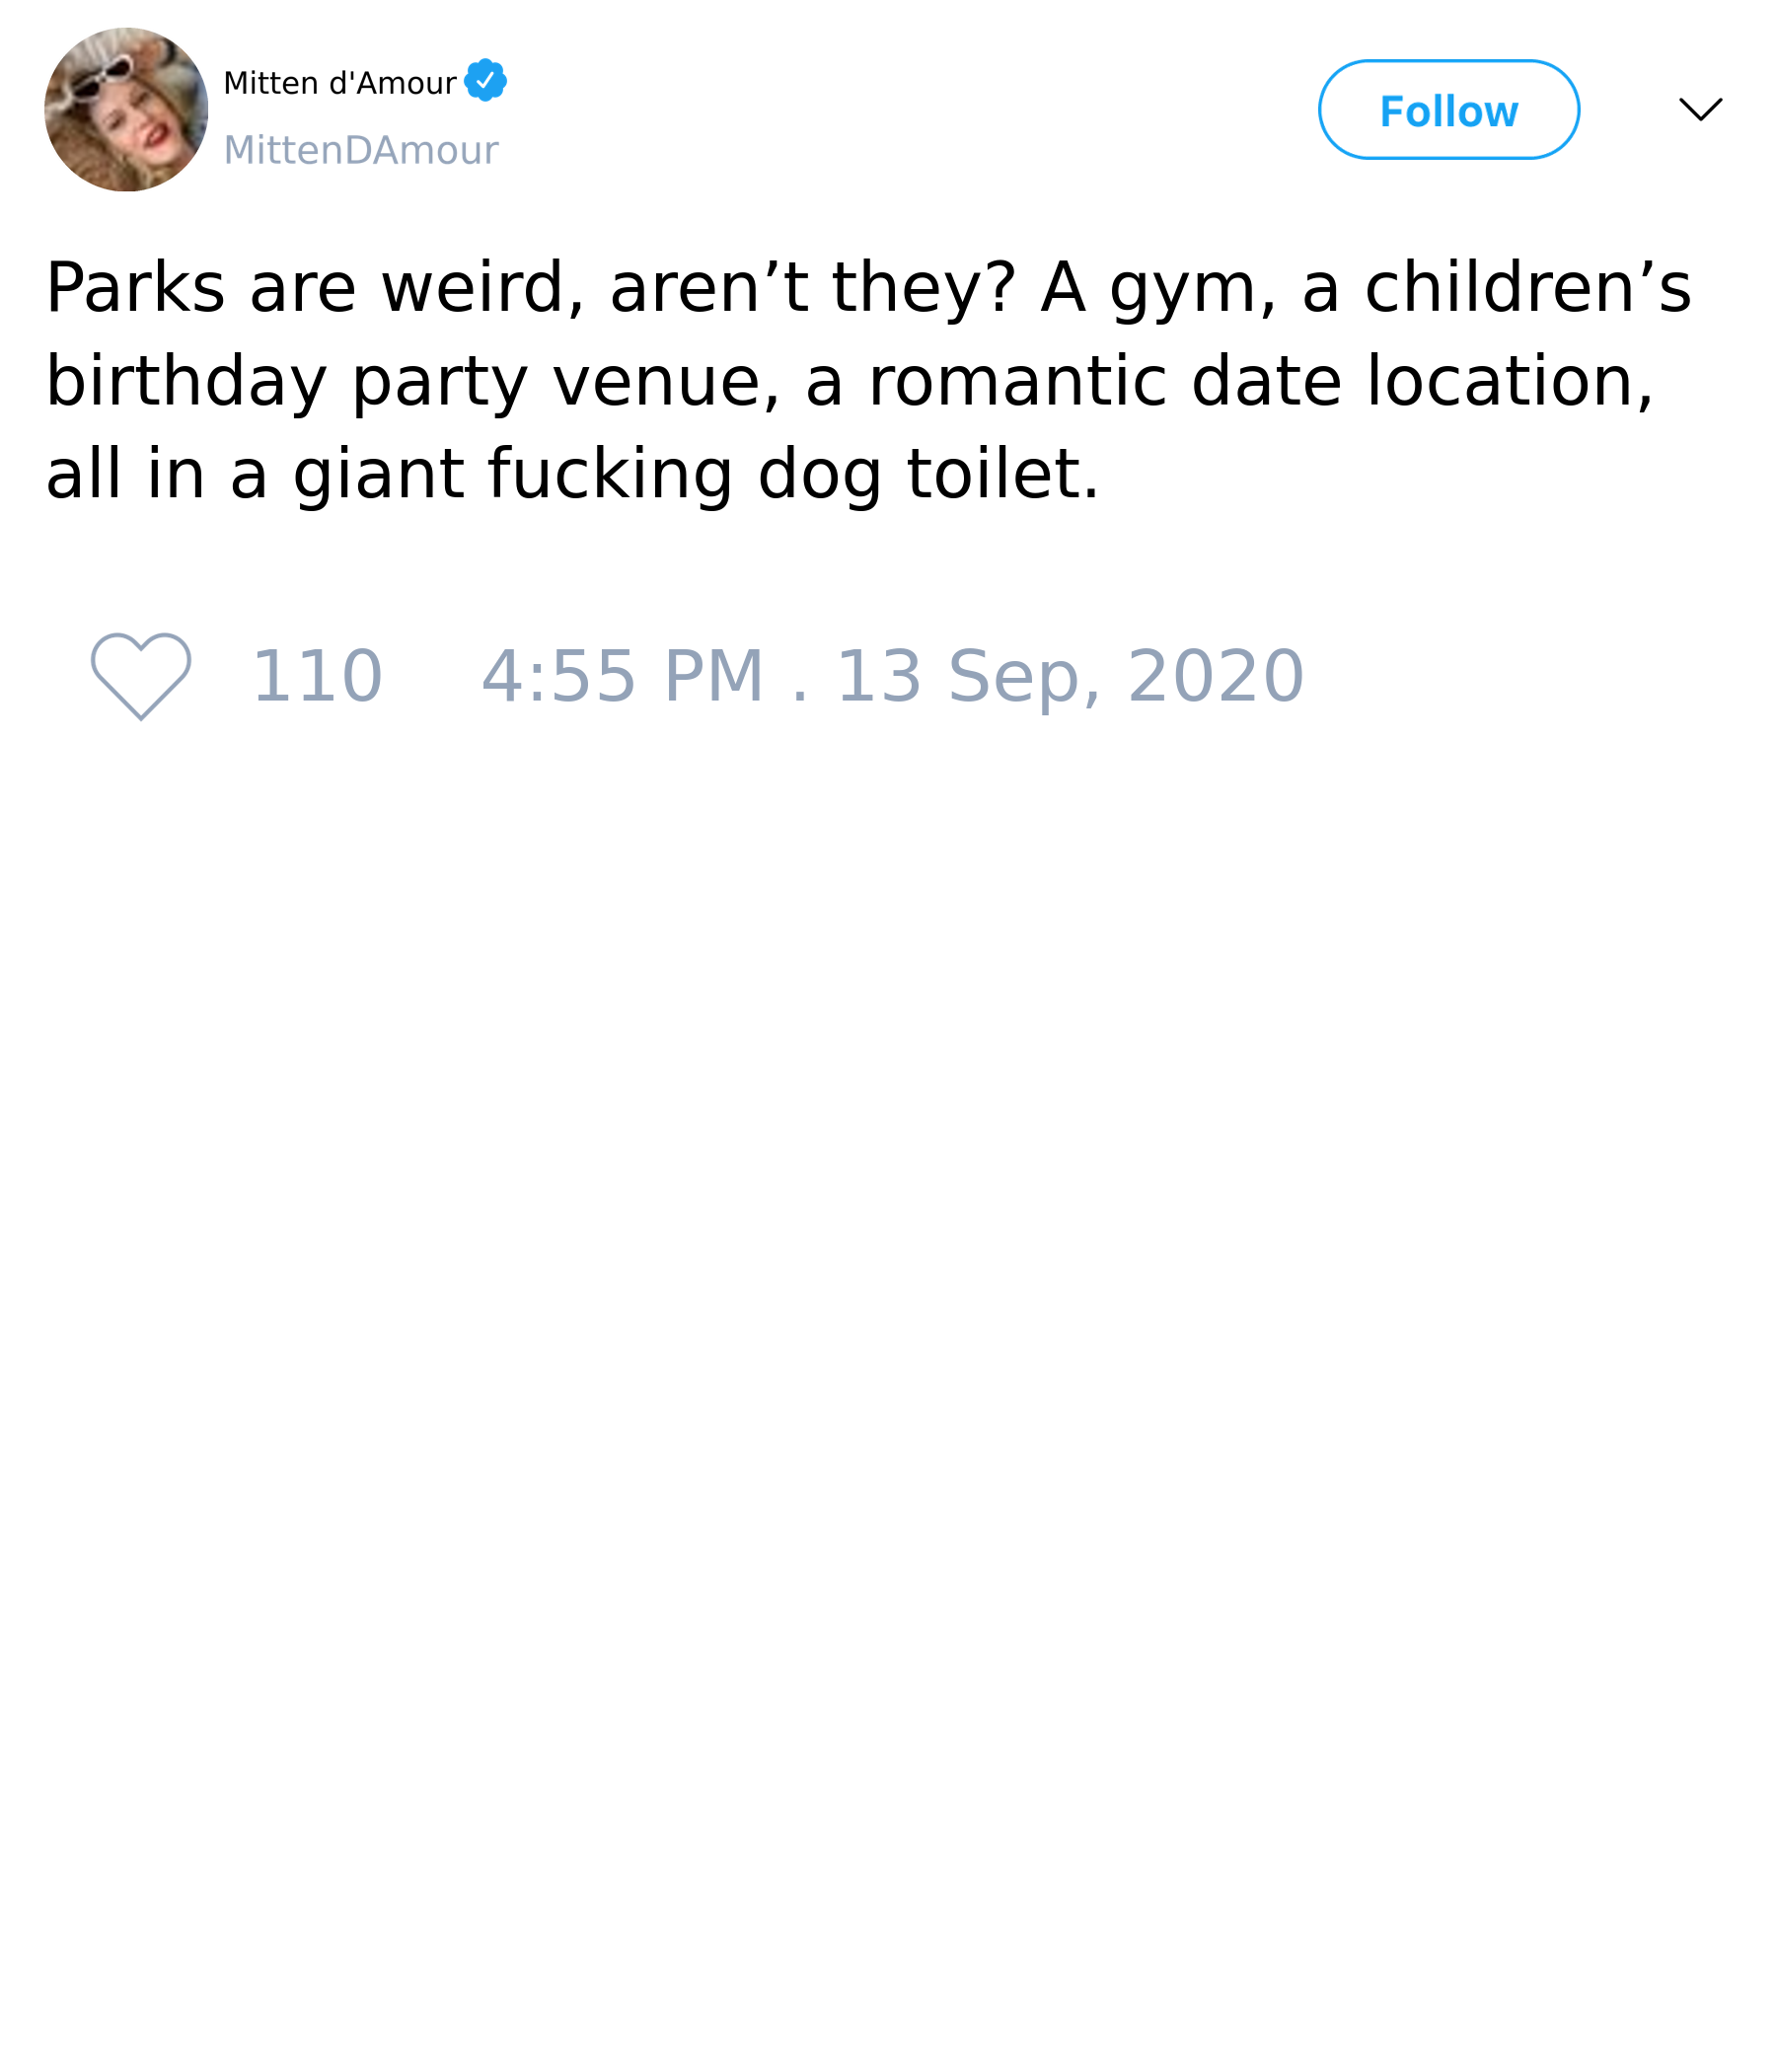 Mitten d'Amour
MittenDAmour
Follow
Parks are weird, aren’t they? A gym, a children’s
birthday party venue, a romantic date location,
all in a giant fucking dog toilet.
110 4:55 PM . 13 Sep, 2020